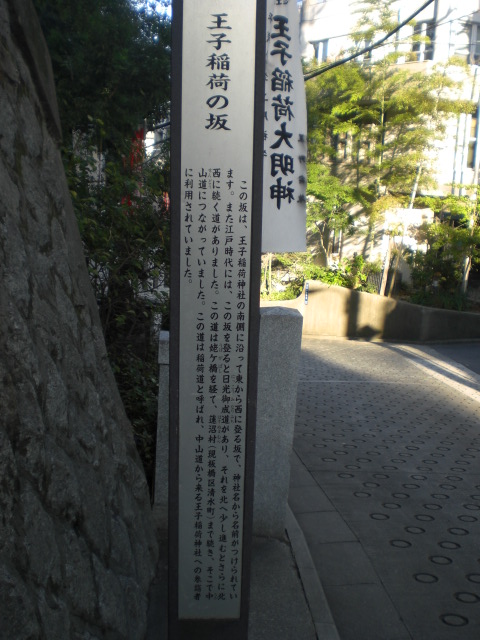 王子稲荷の坂
この坂は、王子稲荷神社の南側に沿って東から西に登る坂で、神社名から名前がつけられてい
ます。また江戸時代には、この坂を登ると日光御成道があり、それを北へ少し進むとさらに北
西に続く道がありました。この道は蛇ケ橋を経て、蓮沼村(現板橋区清水町)まで続き、そこで中
山道につながっていました。この道は稲荷道と呼ばれ、中山道から来る王子稲荷神社への参詣者
に利用されていました。
王子稲荷大明神